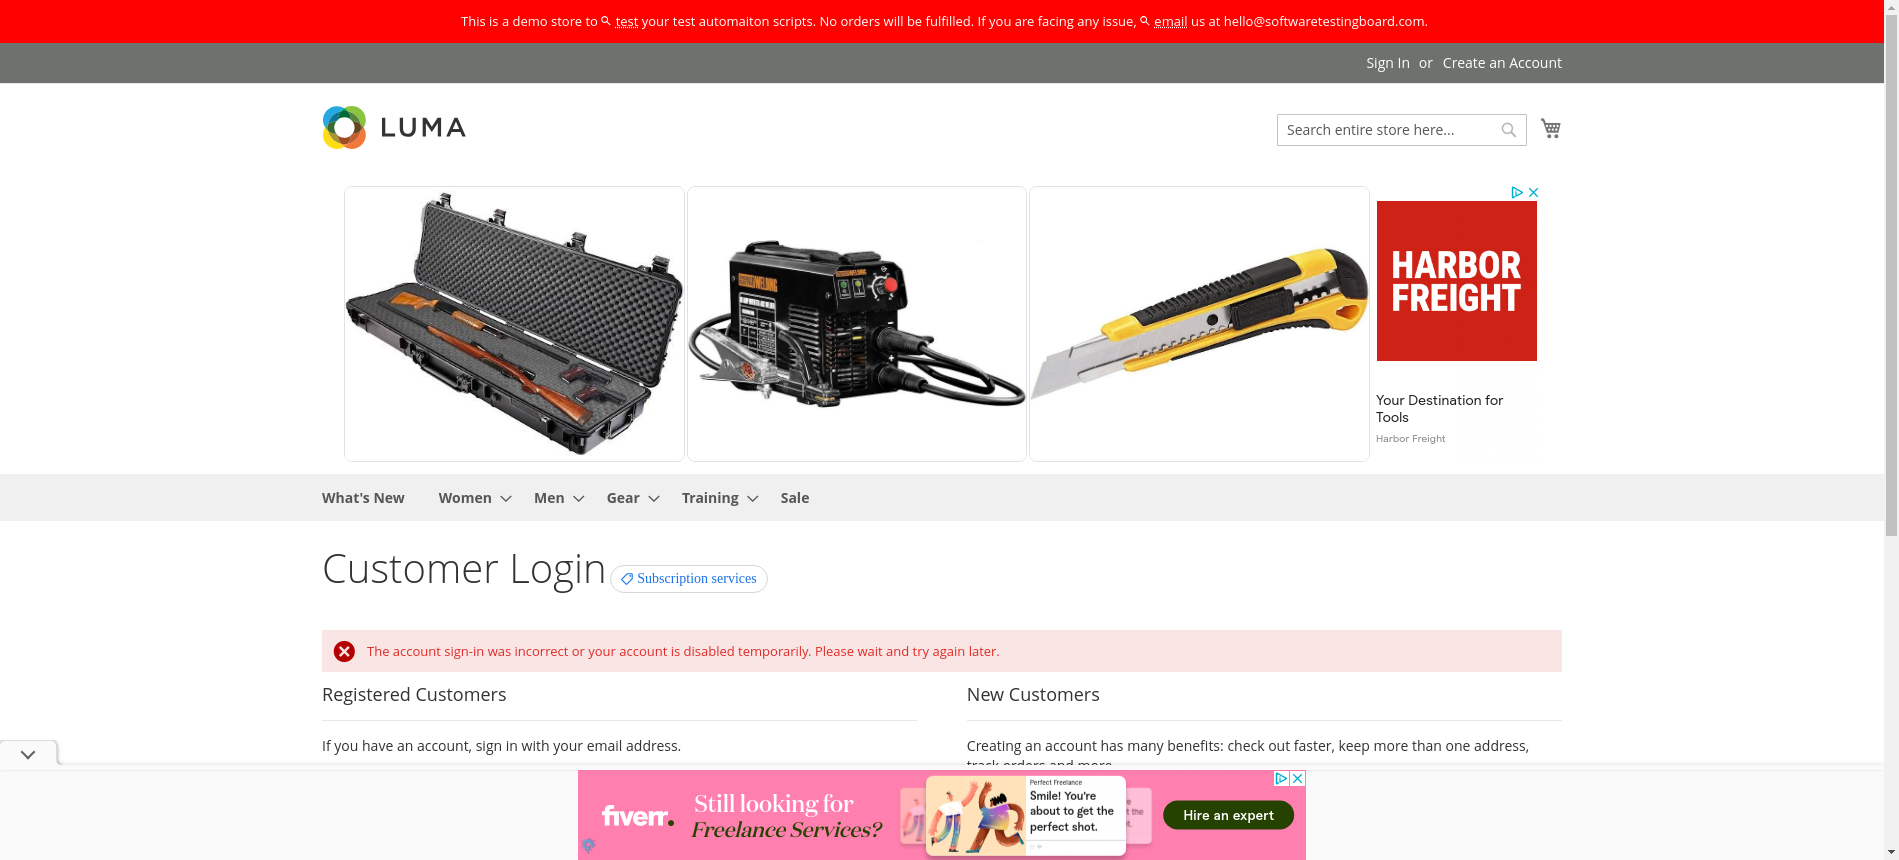 This is a demo store to test your test automaiton scripts. No orders will be fulfilled. If you are facing any issue, email us at hello@softwaretestingboard.com.
Sign In or Create an Account
LUMA
Search entire store here...
HARBOR
FREIGHT
Your Destination for
Tools
Harbor Freight
What's New Women Men Gear Training Sale
Customer Login Subscription services
The account sign-in was incorrect or your account is disabled temporarily. Please wait and try again later.
Registered Customers
If you have an account, sign in with your email address.
New Customers
Creating an account has many benefits: check out faster, keep more than one address,
track orders and more.
fiverr.
Still looking for
Freelance Services?
Perfect Freelance
Smile! You're
about to get the
perfect shot.
Hire an expert